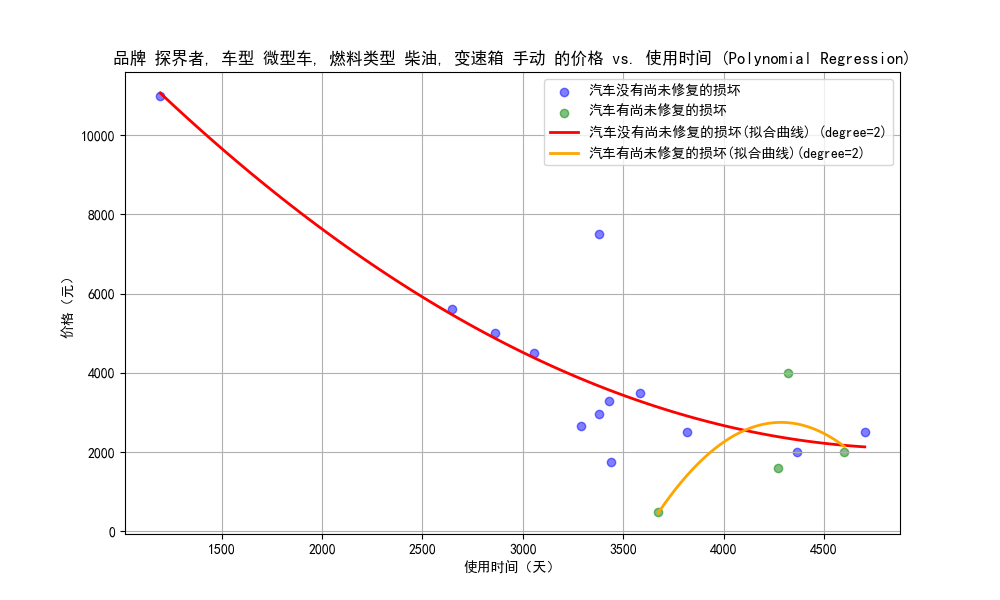 品牌 探界者, 车型 微型车, 燃料类型 柴油, 变速箱 手动 的价格 vs. 使用时间 (Polynomial Regression)
汽车没有尚未修复的损坏
汽车有尚未修复的损坏
汽车没有尚未修复的损坏(拟合曲线) (degree=2)
汽车有尚未修复的损坏(拟合曲线)(degree=2)
价格（元）
10000
8000
6000
4000
2000
0
1500 2000 2500 3000 3500 4000 4500
使用时间（天）